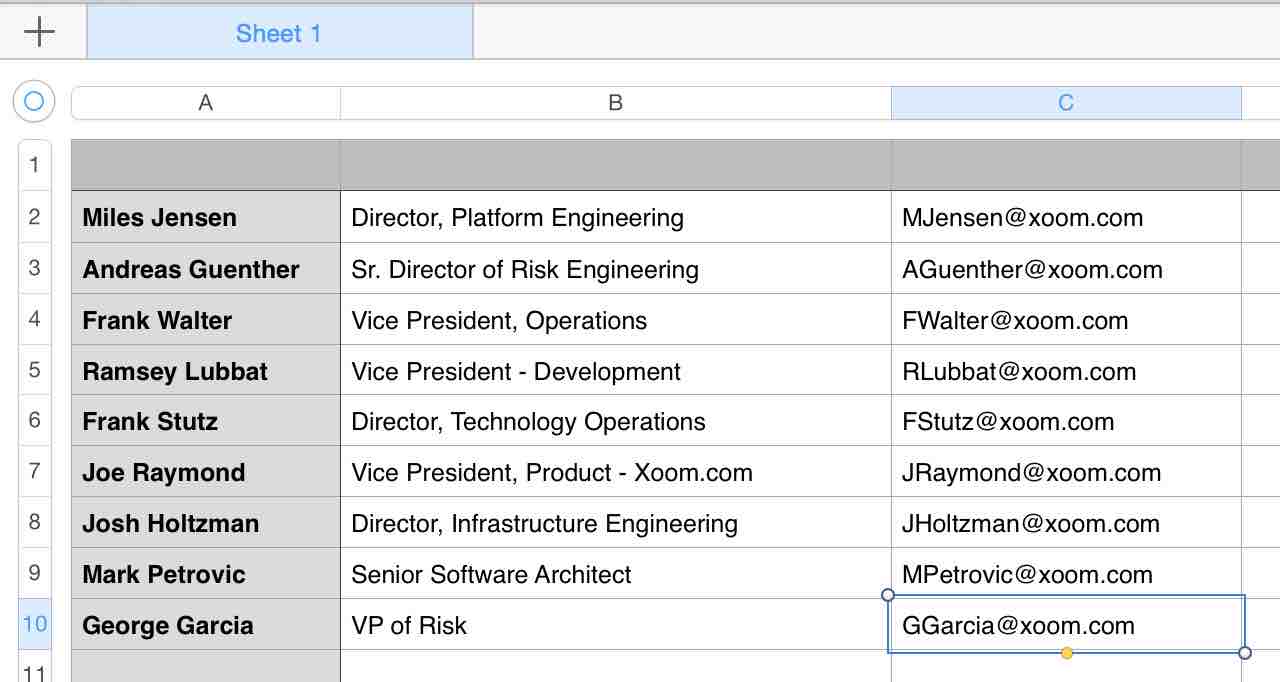 Sheet 1
A B C
1
2 Miles Jensen Director, Platform Engineering MJensen@xoom.com
3 Andreas Guenther Sr. Director of Risk Engineering AGuenther@xoom.com
4 Frank Walter Vice President, Operations FWalter@xoom.com
5 Ramsey Lubbat Vice President - Development RLubbat@xoom.com
6 Frank Stutz Director, Technology Operations FStutz@xoom.com
7 Joe Raymond Vice President, Product - Xoom.com JRaymond@xoom.com
8 Josh Holtzman Director, Infrastructure Engineering JHoltzman@xoom.com
9 Mark Petrovic Senior Software Architect MPetrovic@xoom.com
10 George Garcia VP of Risk GGarcia@xoom.com
11